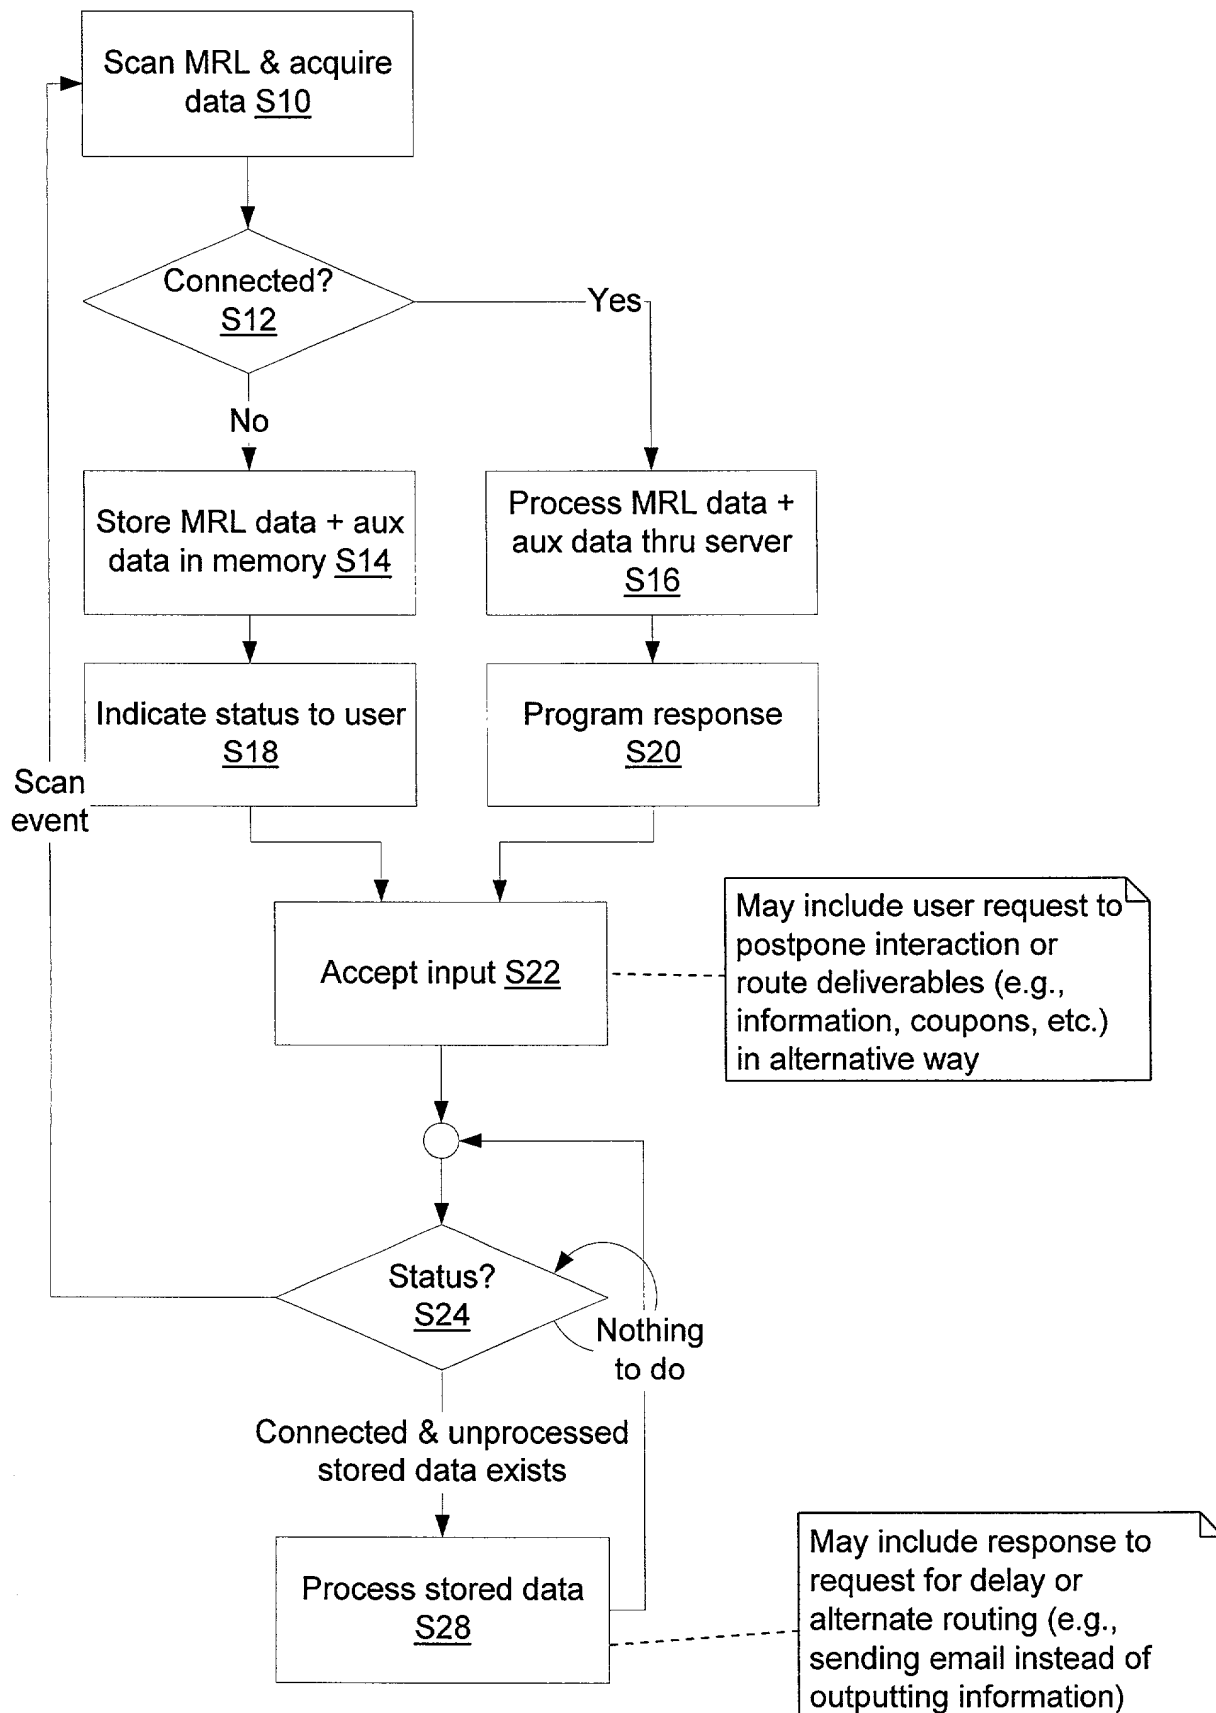 Scan MRL & acquire
data S10
Connected?
S12
Yes
No
Store MRL data + aux
data in memory S14
Process MRL data +
aux data thru server
S16
Indicate status to user
S18
Program response
S20
Scan
event
Accept input S22
May include user request to
postpone interaction or
route deliverables (e.g.,
information, coupons, etc.)
in alternative way
Status?
S24
Nothing
to do
Connected & unprocessed
stored data exists
Process stored data
S28
May include response to
request for delay or
alternate routing (e.g.,
sending email instead of
outputting information)